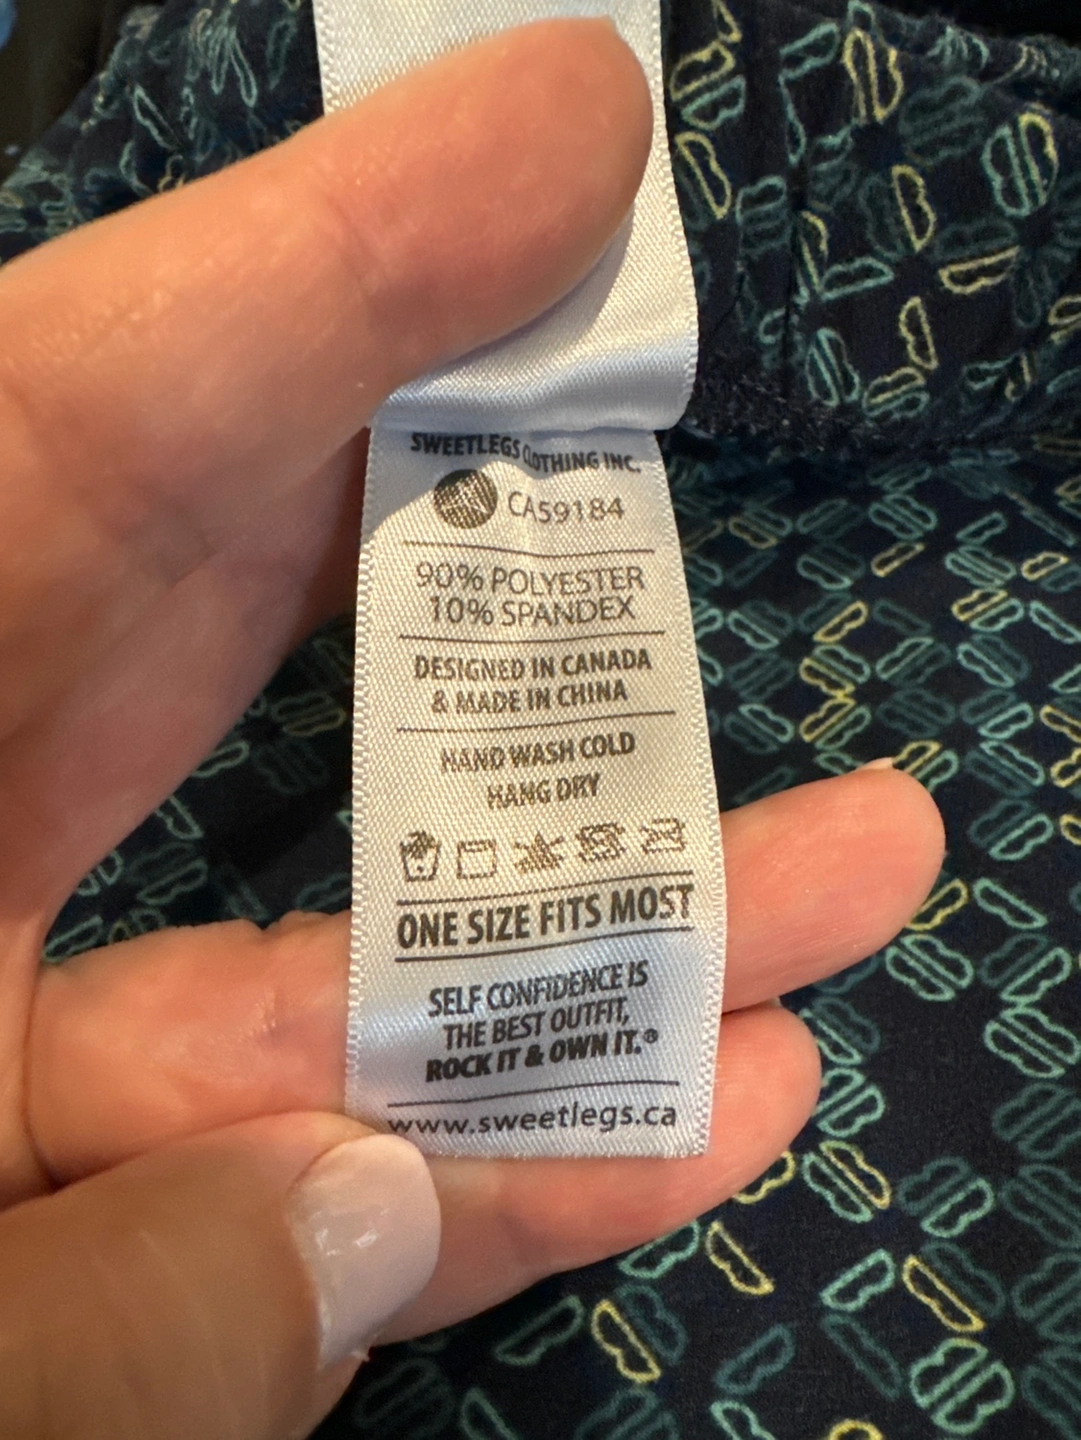 SWEETLEGS CLOTHING INC.
CA59184
90% POLYESTER
10% SPANDEX
DESIGNED IN CANADA
& MADE IN CHINA
HAND WASH COLD
HANG DRY
ONE SIZE FITS MOST
SELF CONFIDENCE IS
THE BEST OUTFIT,
ROCK IT & OWN IT.®
www.sweetlegs.ca